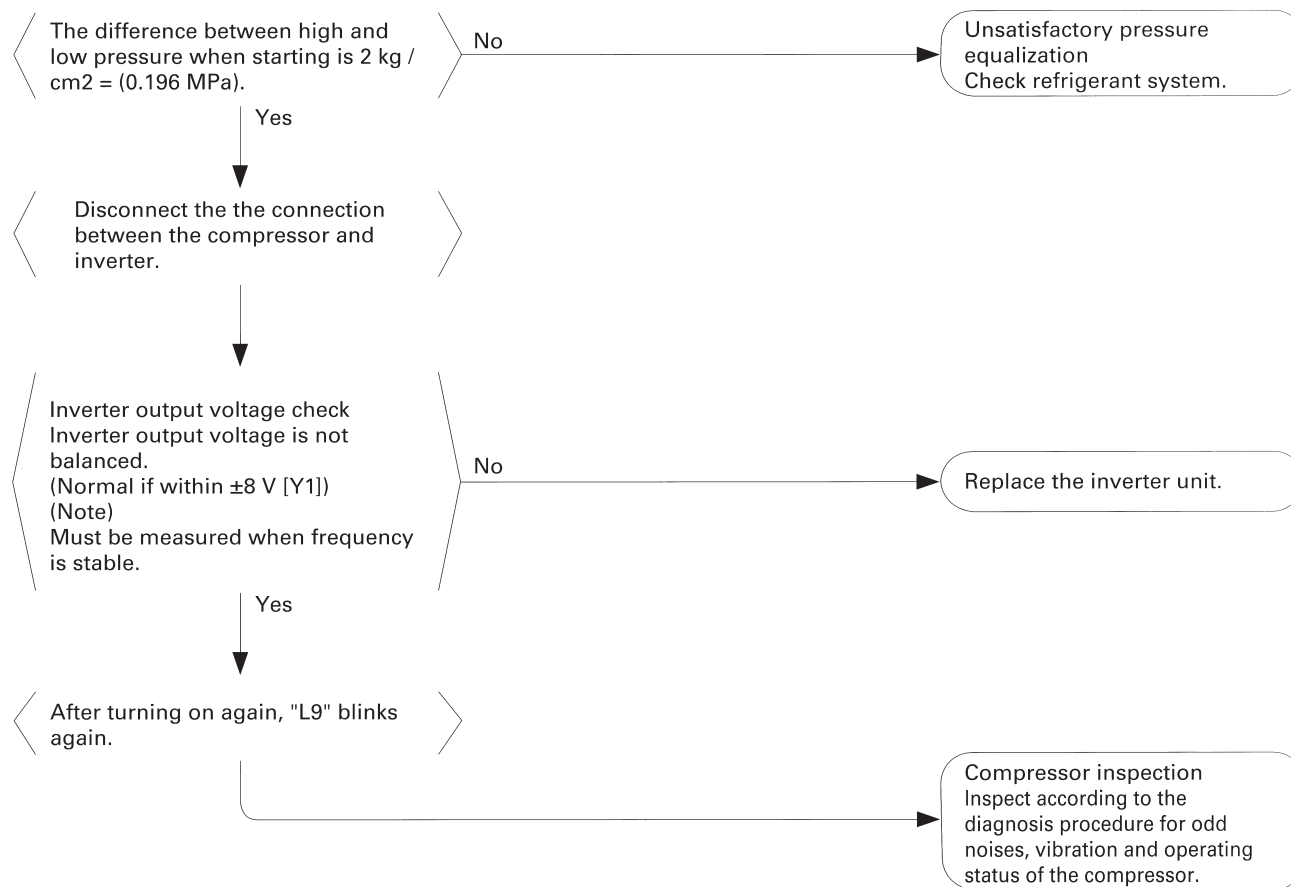 The difference between high and
low pressure when starting is 2 kg /
cm2 = (0.196 MPa).
No
Unsatisfactory pressure
equalization
Check refrigerant system.
Yes
Disconnect the the connection
between the compressor and
inverter.
Inverter output voltage check
Inverter output voltage is not
balanced.
(Normal if within ±8 V [Y1])
(Note)
Must be measured when frequency
is stable.
No
Replace the inverter unit.
Yes
After turning on again, "L9" blinks
again.
Compressor inspection
Inspect according to the
diagnosis procedure for odd
noises, vibration and operating
status of the compressor.